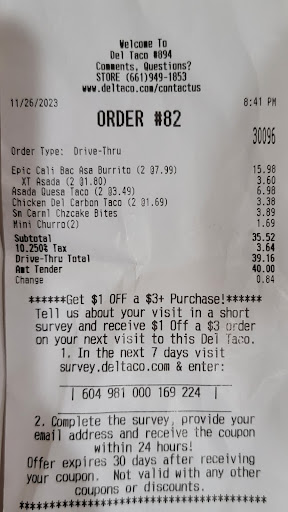 Welcome To
Del Taco #894
Comments, Questions?
STORE (661)949-1853
www.deltaco.com/contactus
11/26/2023 8:41 PM
ORDER #82
30096
Order Type: Drive-Thru
Epic Cali Bac Asa Burrito (2 @7.99) 15.98
XT Asada (2 @1.80) 3.60
Asada Quesa Taco (2 @3.49) 6.98
Chicken Del Carbon Taco (2 @1.69) 3.38
Sm Carml Chzcake Bites 3.89
Mini Churro(2) 1.69
Subtotal 35.52
10.250% Tax 3.64
Drive-Thru Total 39.16
Amt Tender 40.00
Change 0.84
******Get $1 OFF a $3+ Purchase!******
Tell us about your visit in a short
survey and receive $1 Off a $3 order
on your next visit to this Del Taco.
1. In the next 7 days visit
survey.deltaco.com & enter:
| 604 981 000 169 224 |
2. Complete the survey, provide your
email address and receive the coupon
within 24 hours!
Offer expires 30 days after receiving
your coupon. Not valid with any other
coupons or discounts.
****************************************